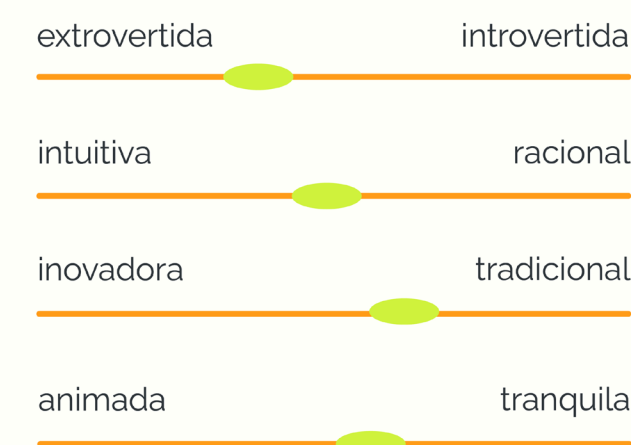 extrovertida introvertida
intuitiva racional
inovadora tradicional
animada tranquila